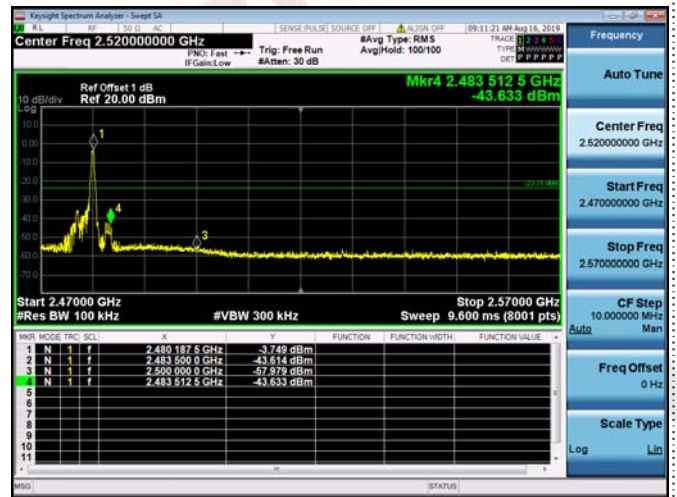 Keysight Spectrum Analyzer - Swept SA
RL RF 50 Ω AC SENSE:PULSE SOURCE OFF ALIGN OFF 09:11:21 AM Aug 16, 2019
Center Freq 2.520000000 GHz
PNO: Fast Trig: Free Run #Avg Type: RMS TRACE 1 2 3 4 5
IFGain:Low #Atten: 30 dB Avg|Hold: 100/100 TYPE M
DET P P P P P P
Ref Offset 1 dB
10 dB/div Ref 20.00 dBm
Log
Mkr4 2.483 512 5 GHz
-43.633 dBm
10.0
0.00
-10.0
-20.0
-30.0
-40.0
-50.0
-60.0
-70.0
1
4
3
Start 2.47000 GHz Stop 2.57000 GHz
#Res BW 100 kHz #VBW 300 kHz Sweep 9.600 ms (8001 pts)
MKR MODE TRC SCL X Y FUNCTION FUNCTION WIDTH FUNCTION VALUE
1 N 1 f 2.480 187 5 GHz -3.749 dBm
2 N 1 f 2.483 500 0 GHz -43.614 dBm
3 N 1 f 2.500 000 0 GHz -57.979 dBm
4 N 1 f 2.483 512 5 GHz -43.633 dBm
5
6
7
8
9
10
11
MSG STATUS
Frequency
Auto Tune
Center Freq
2.520000000 GHz
Start Freq
2.470000000 GHz
Stop Freq
2.570000000 GHz
CF Step
10.000000 MHz
Auto Man
Freq Offset
0 Hz
Scale Type
Log Lin